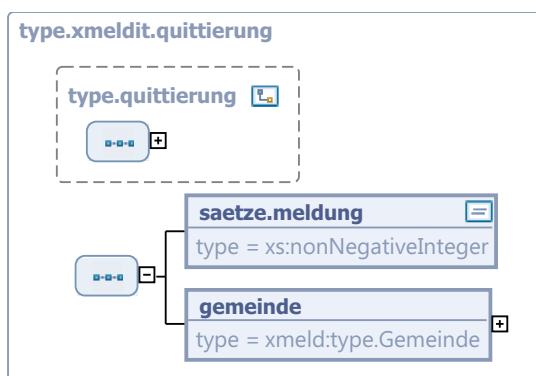 type.xmeldit.quittierung
type.quittierung
saetze.meldung
type = xs:nonNegativeInteger
gemeinde
type = xmeld:type.Gemeinde